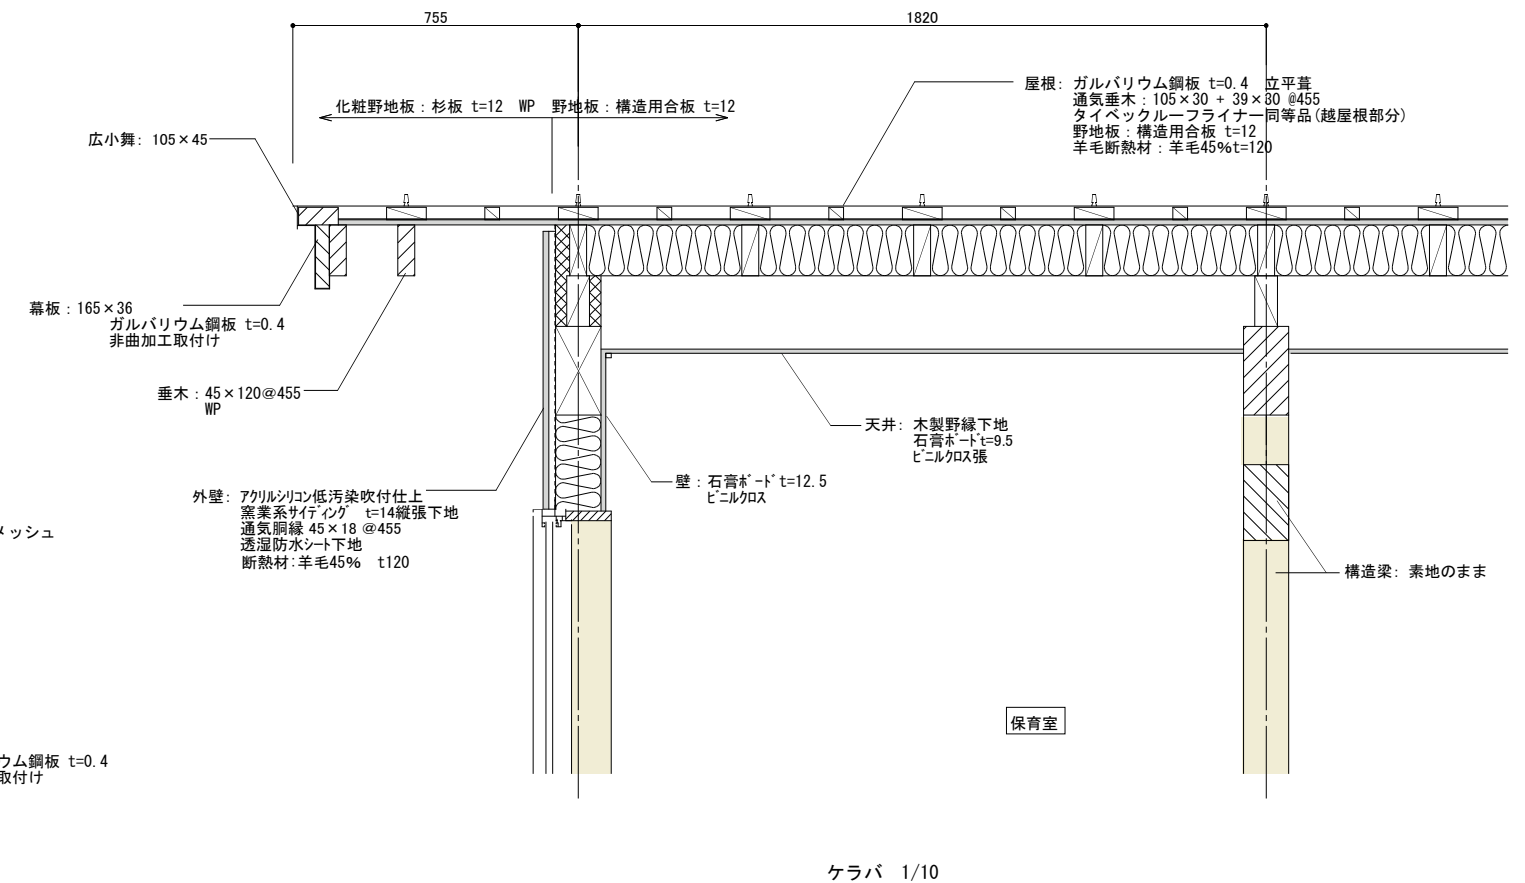 755
1820
化粧野地板：杉板 t=12　WP　野地板：構造用合板 t=12
屋根： ガルバリウム鋼板 t=0.4　立平葺
通気垂木：105×30 + 39×30 @455
タイベックルーフライナー同等品(越屋根部分)
野地板：構造用合板 t=12
羊毛断熱材：羊毛45%t=120
広小舞： 105×45
幕板：165×36
ガルバリウム鋼板 t=0.4
非曲加工取付け
垂木：45×120@455
WP
天井： 木製野縁下地
石膏ﾎﾞｰﾄﾞt=9.5
ﾋﾞﾆﾙｸﾛｽ張
壁：石膏ﾎﾞｰﾄﾞt=12.5
ﾋﾞﾆﾙｸﾛｽ
外壁： ｱｸﾘﾙｼﾘｺﾝ低汚染吹付仕上
窯業系ｻｲﾃﾞｨﾝｸﾞ　t=14縦張下地
通気胴縁 45×18 @455
透湿防水ｼｰﾄ下地
断熱材：羊毛45%　t120
メッシュ
構造梁： 素地のまま
保育室
ウム鋼板 t=0.4
取付け
ケラバ　1/10